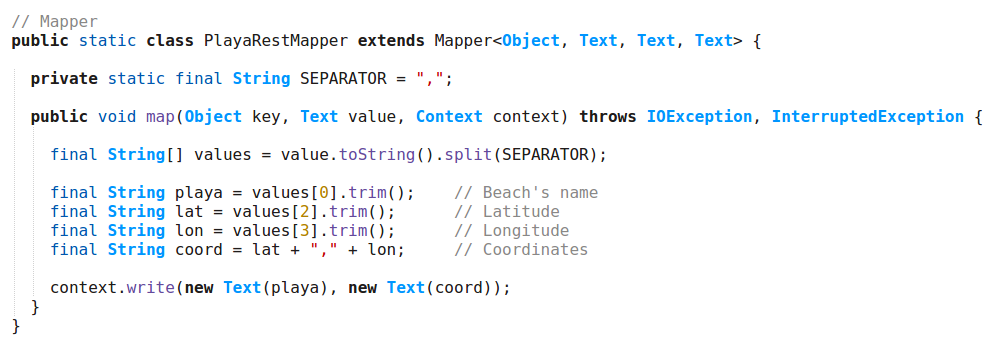 // Mapper
public static class PlayaRestMapper extends Mapper<Object, Text, Text, Text> {
private static final String SEPARATOR = ",";
public void map(Object key, Text value, Context context) throws IOException, InterruptedException {
final String[] values = value.toString().split(SEPARATOR);
final String playa = values[0].trim(); // Beach's name
final String lat = values[2].trim(); // Latitude
final String lon = values[3].trim(); // Longitude
final String coord = lat + "," + lon; // Coordinates
context.write(new Text(playa), new Text(coord));
}
}